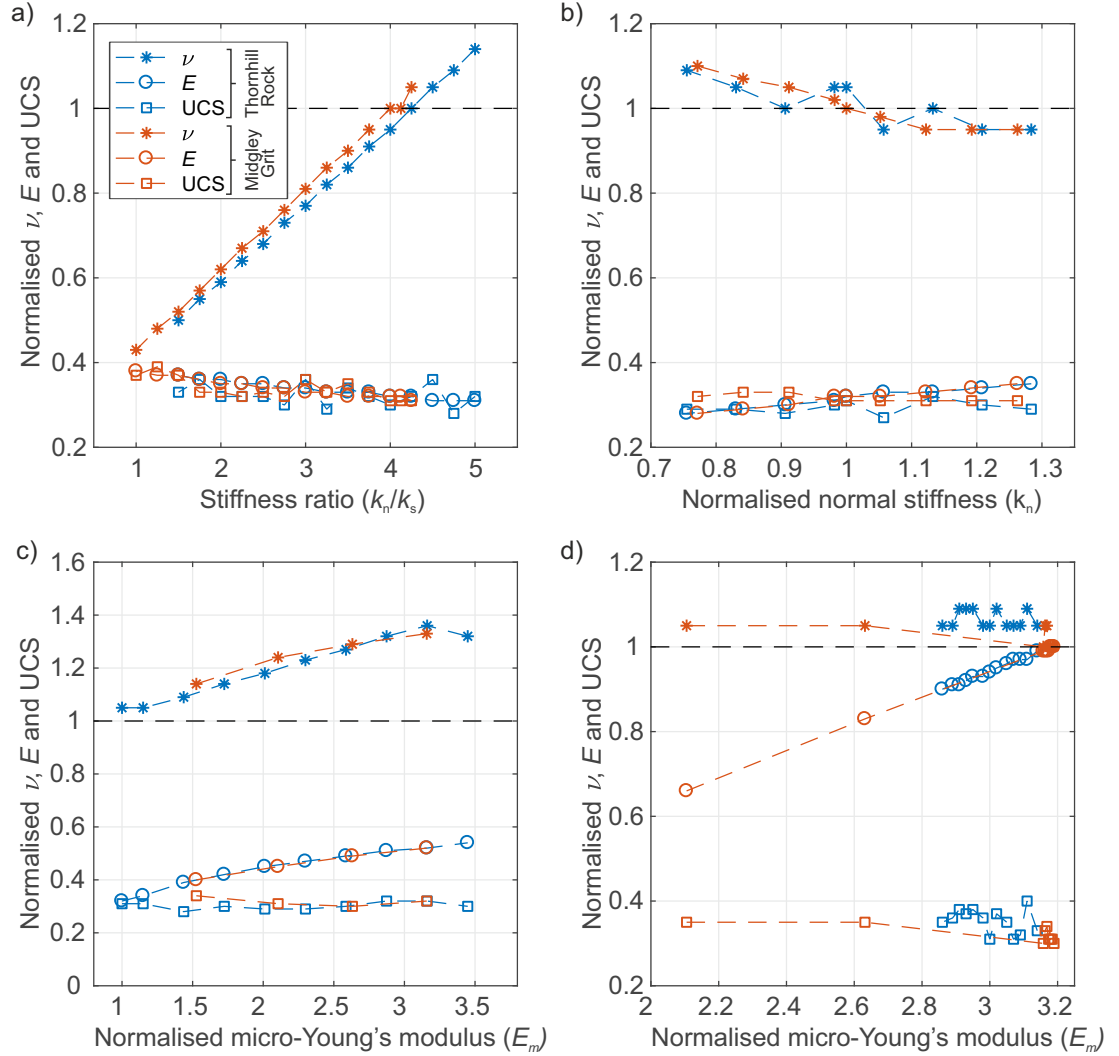 a)
1.2
1
0.8
0.6
0.4
0.2
Normalised ν, E and UCS
ν
E
UCS
Thornhill
Rock
ν
E
UCS
Midgley
Grit
1 2 3 4 5
Stiffness ratio (kn/ks)
b)
1.2
1
0.8
0.6
0.4
0.2
Normalised ν, E and UCS
0.7 0.8 0.9 1 1.1 1.2 1.3
Normalised normal stiffness (kn)
c)
1.6
1.4
1.2
1
0.8
0.6
0.4
0.2
0
Normalised ν, E and UCS
1 1.5 2 2.5 3 3.5
Normalised micro-Young's modulus (Em)
d)
1.2
1
0.8
0.6
0.4
0.2
Normalised ν, E and UCS
2 2.2 2.4 2.6 2.8 3 3.2
Normalised micro-Young's modulus (Em)